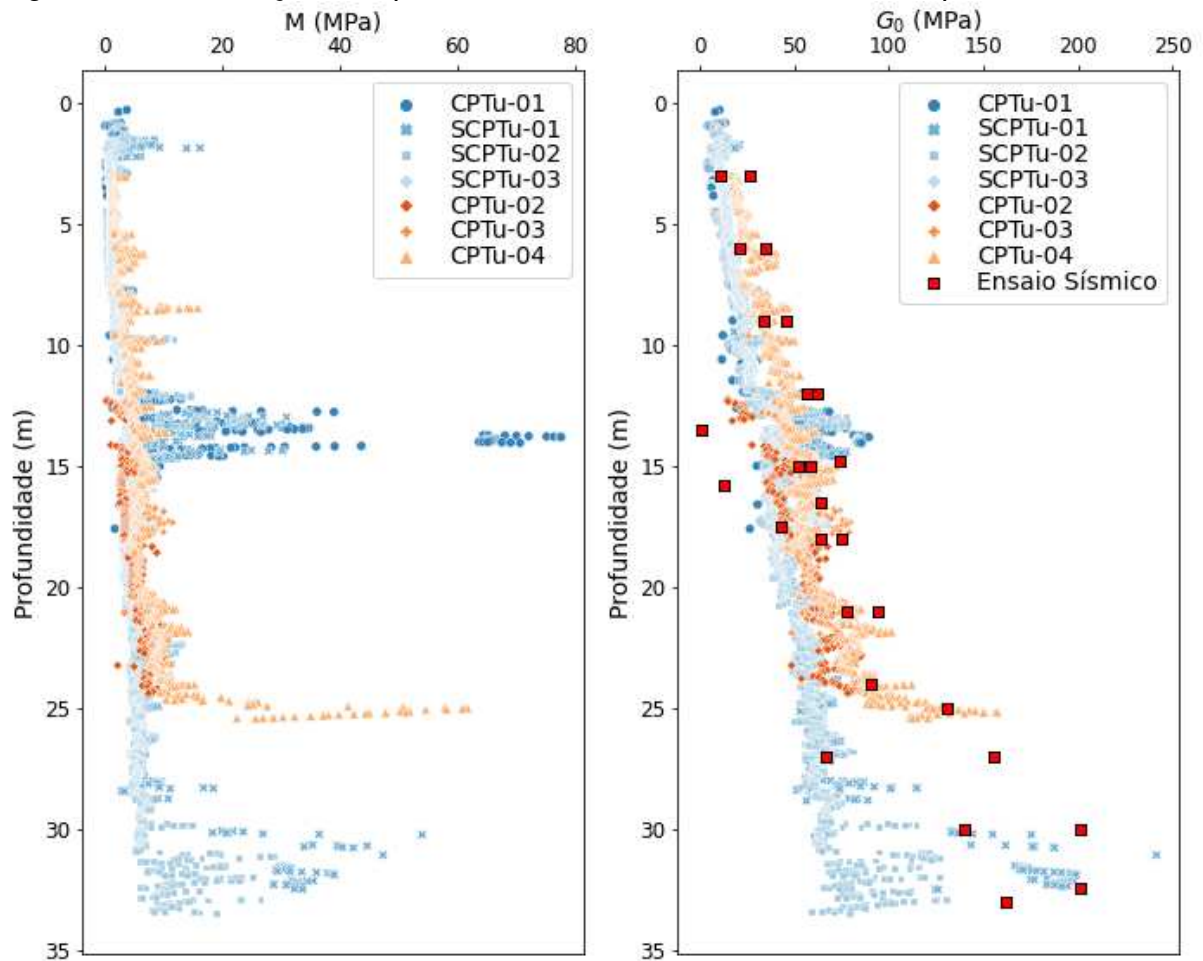 M (MPa)
0 20 40 60 80
Profundidade (m)
0
5
10
15
20
25
30
35
CPTu-01
SCPTu-01
SCPTu-02
SCPTu-03
CPTu-02
CPTu-03
CPTu-04
G₀ (MPa)
0 50 100 150 200 250
Profundidade (m)
0
5
10
15
20
25
30
35
CPTu-01
SCPTu-01
SCPTu-02
SCPTu-03
CPTu-02
CPTu-03
CPTu-04
Ensaio Sísmico